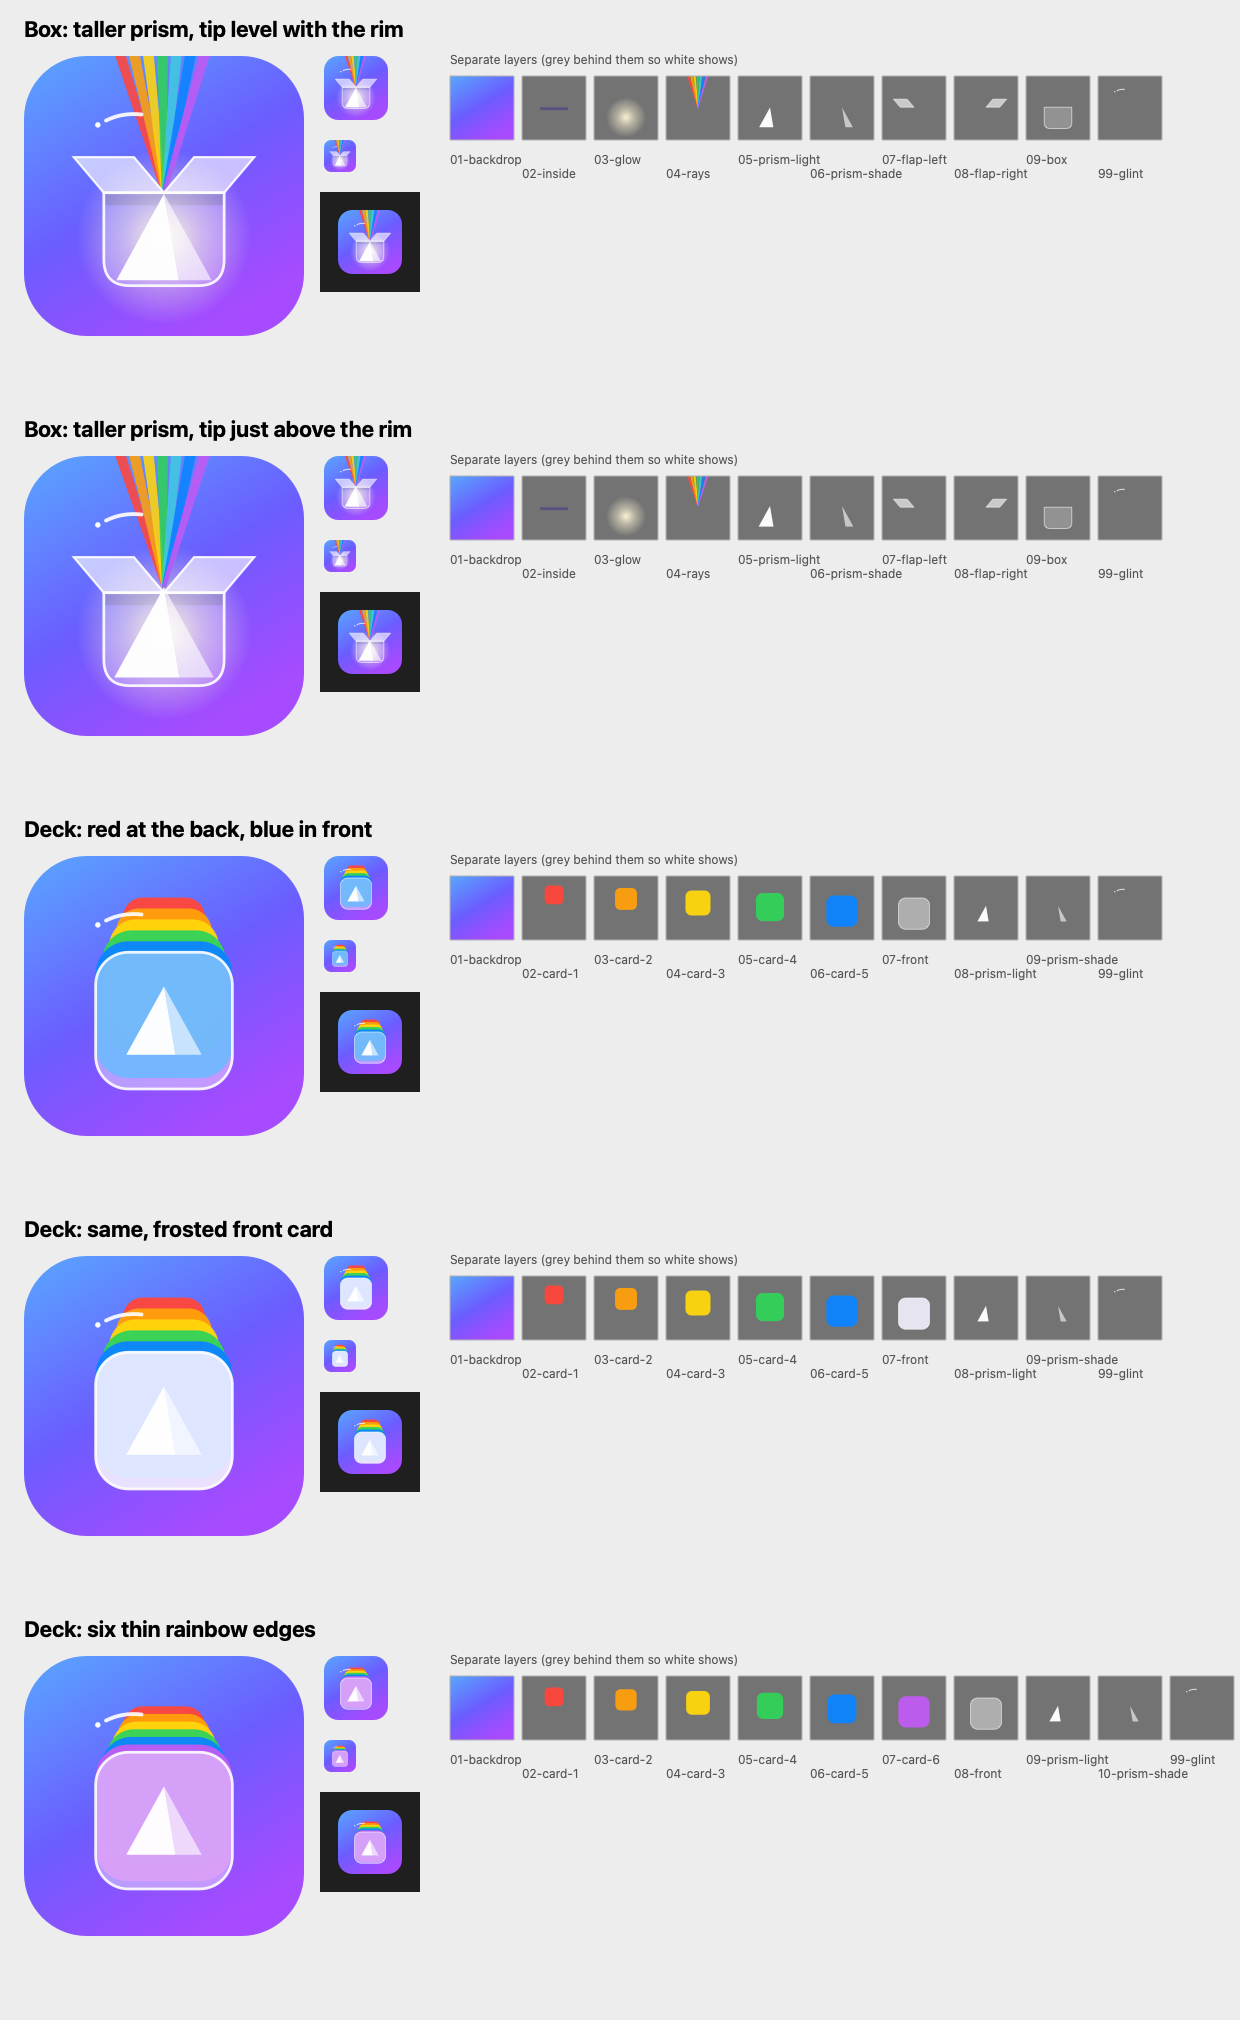 Box: taller prism, tip level with the rim
Separate layers (grey behind them so white shows)
01-backdrop
02-inside
03-glow
04-rays
05-prism-light
06-prism-shade
07-flap-left
08-flap-right
09-box
99-glint
Box: taller prism, tip just above the rim
Separate layers (grey behind them so white shows)
01-backdrop
02-inside
03-glow
04-rays
05-prism-light
06-prism-shade
07-flap-left
08-flap-right
09-box
99-glint
Deck: red at the back, blue in front
Separate layers (grey behind them so white shows)
01-backdrop
02-card-1
03-card-2
04-card-3
05-card-4
06-card-5
07-front
08-prism-light
09-prism-shade
99-glint
Deck: same, frosted front card
Separate layers (grey behind them so white shows)
01-backdrop
02-card-1
03-card-2
04-card-3
05-card-4
06-card-5
07-front
08-prism-light
09-prism-shade
99-glint
Deck: six thin rainbow edges
Separate layers (grey behind them so white shows)
01-backdrop
02-card-1
03-card-2
04-card-3
05-card-4
06-card-5
07-card-6
08-front
09-prism-light
10-prism-shade
99-glint